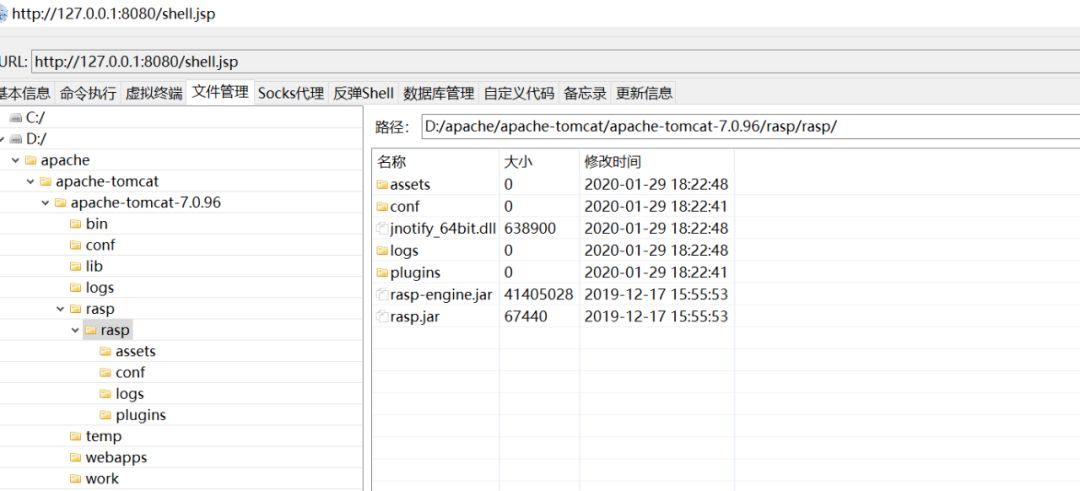 http://127.0.0.1:8080/shell.jsp
URL: http://127.0.0.1:8080/shell.jsp
基本信息 命令执行 虚拟终端 文件管理 Socks代理 反弹Shell 数据库管理 自定义代码 备忘录 更新信息
C:/
D:/
apache
apache-tomcat
apache-tomcat-7.0.96
bin
conf
lib
logs
rasp
rasp
assets
conf
logs
plugins
temp
webapps
work
路径: D:/apache/apache-tomcat/apache-tomcat-7.0.96/rasp/rasp/
名称 大小 修改时间
assets 0 2020-01-29 18:22:48
conf 0 2020-01-29 18:22:41
jnotify_64bit.dll 638900 2020-01-29 18:22:48
logs 0 2020-01-29 18:22:48
plugins 0 2020-01-29 18:22:41
rasp-engine.jar 41405028 2019-12-17 15:55:53
rasp.jar 67440 2019-12-17 15:55:53